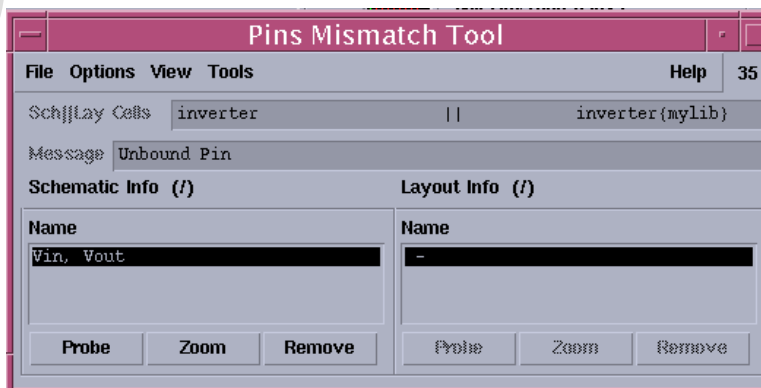 Pins Mismatch Tool
File Options View Tools Help 35
Sch||Lay Cells inverter || inverter{mylib}
Message Unbound Pin
Schematic Info (/) Layout Info (/)
Name Name
Vin, Vout -
Probe Zoom Remove Probe Zoom Remove